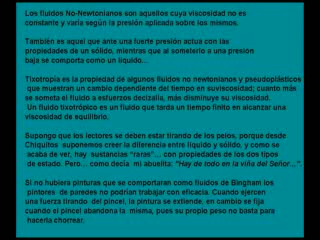 Los fluidos No-Newtonianos son aquellos cuya viscosidad no es
constante y varía según la presión aplicada sobre los mismos.
También es aquel que ante una fuerte presión actua con las
propiedades de un sólido, mientras que al someterlo a una presión
baja se comporta como un líquido…
Tixotropía es la propiedad de algunos fluidos no newtonianos y pseudoplásticos
que muestran un cambio dependiente del tiempo en suviscosidad; cuanto más
se someta el fluido a esfuerzos decizalla, más disminuye su viscosidad.
Un fluido tixotrópico es un fluido que tarda un tiempo finito en alcanzar una
viscosidad de equilibrio.
Supongo que los lectores se deben estar tirando de los pelos, porque desde
Chiquitos suponemos creer la diferencia entre líquido y sólido, y como se
acaba de ver, hay sustancias "raras"… con propiedades de los dos tipos
de estado. Pero… como decía mi abuelita: "Hay de todo en la viña del Señor…".
Si no hubiera pinturas que se comportaran como fluidos de Bingham los
pintores de paredes no podrían trabajar con eficacia. Cuando ejercen
una fuerza tirando del pincel, la pintura se extiende, en cambio se fija
cuando el pincel abandona la misma, pues su propio peso no basta para
hacerla chorrear.